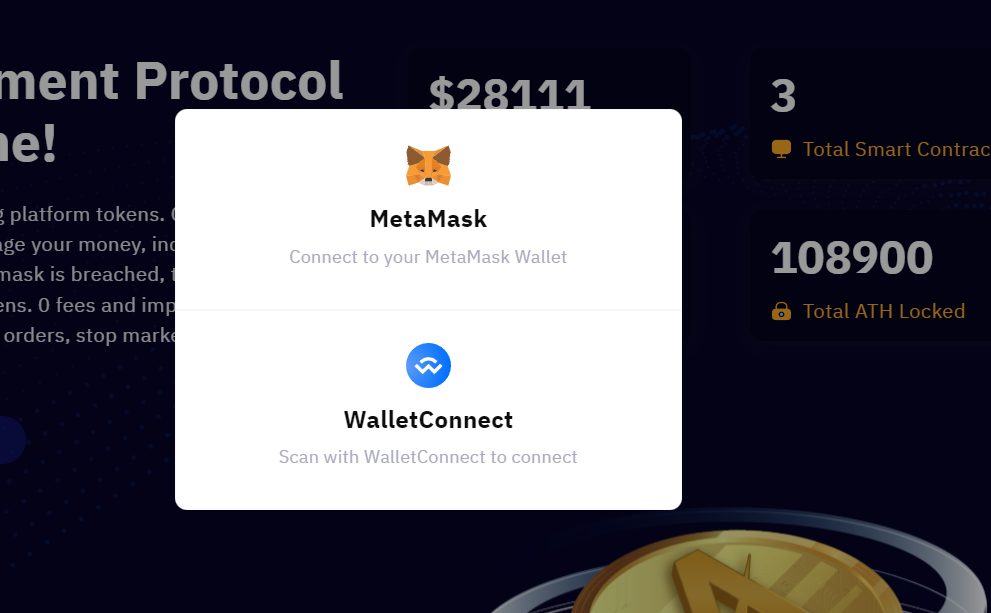 ment Protocol
ne!
$28111
3
Total Smart Contrac
g platform tokens.
age your money, inc
mask is breached, t
ens. 0 fees and imp
orders, stop marke
108900
Total ATH Locked
MetaMask
Connect to your MetaMask Wallet
WalletConnect
Scan with WalletConnect to connect